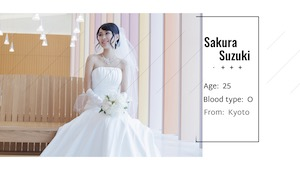 Sakura
Suzuki
Age: 25
Blood type: O
From: Kyoto